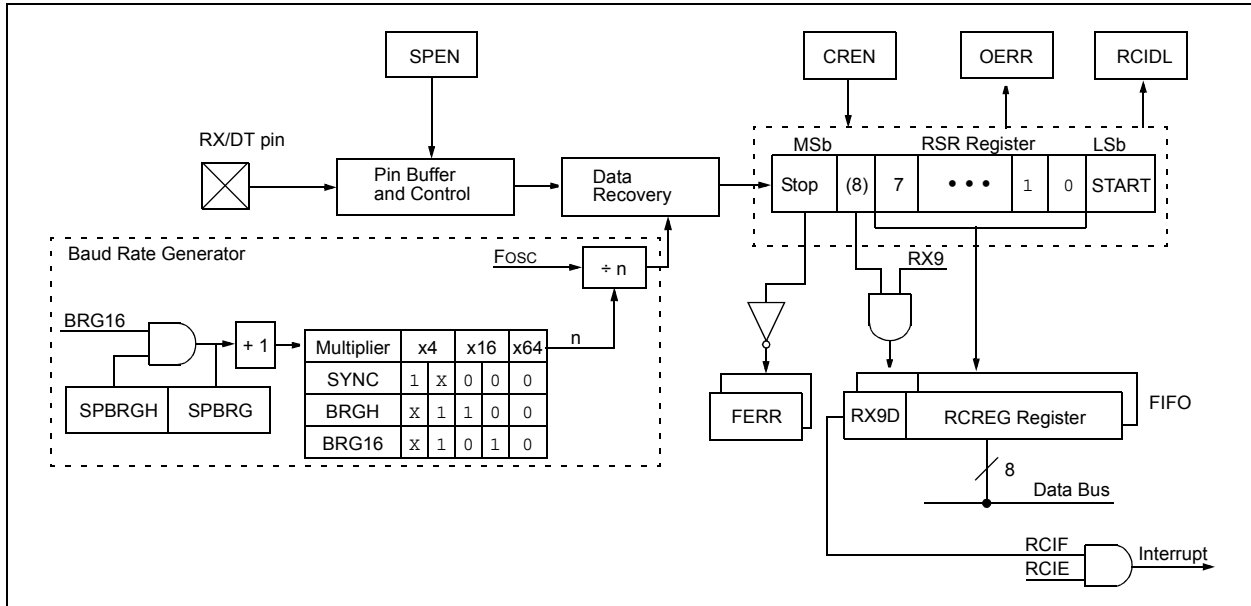 SPEN
CREN
OERR
RCIDL
RX/DT pin
Pin Buffer
and Control
Data
Recovery
MSb
RSR Register
LSb
Stop (8) 7 • • • 1 0 START
Baud Rate Generator
FOSC
÷ n
RX9
BRG16
+ 1
n
Multiplier x4 x16 x64
SYNC 1 X 0 0 0
BRGH X 1 1 0 0
BRG16 X 1 0 1 0
SPBRGH SPBRG
FERR
RX9D RCREG Register
FIFO
8
Data Bus
RCIF
RCIE
Interrupt